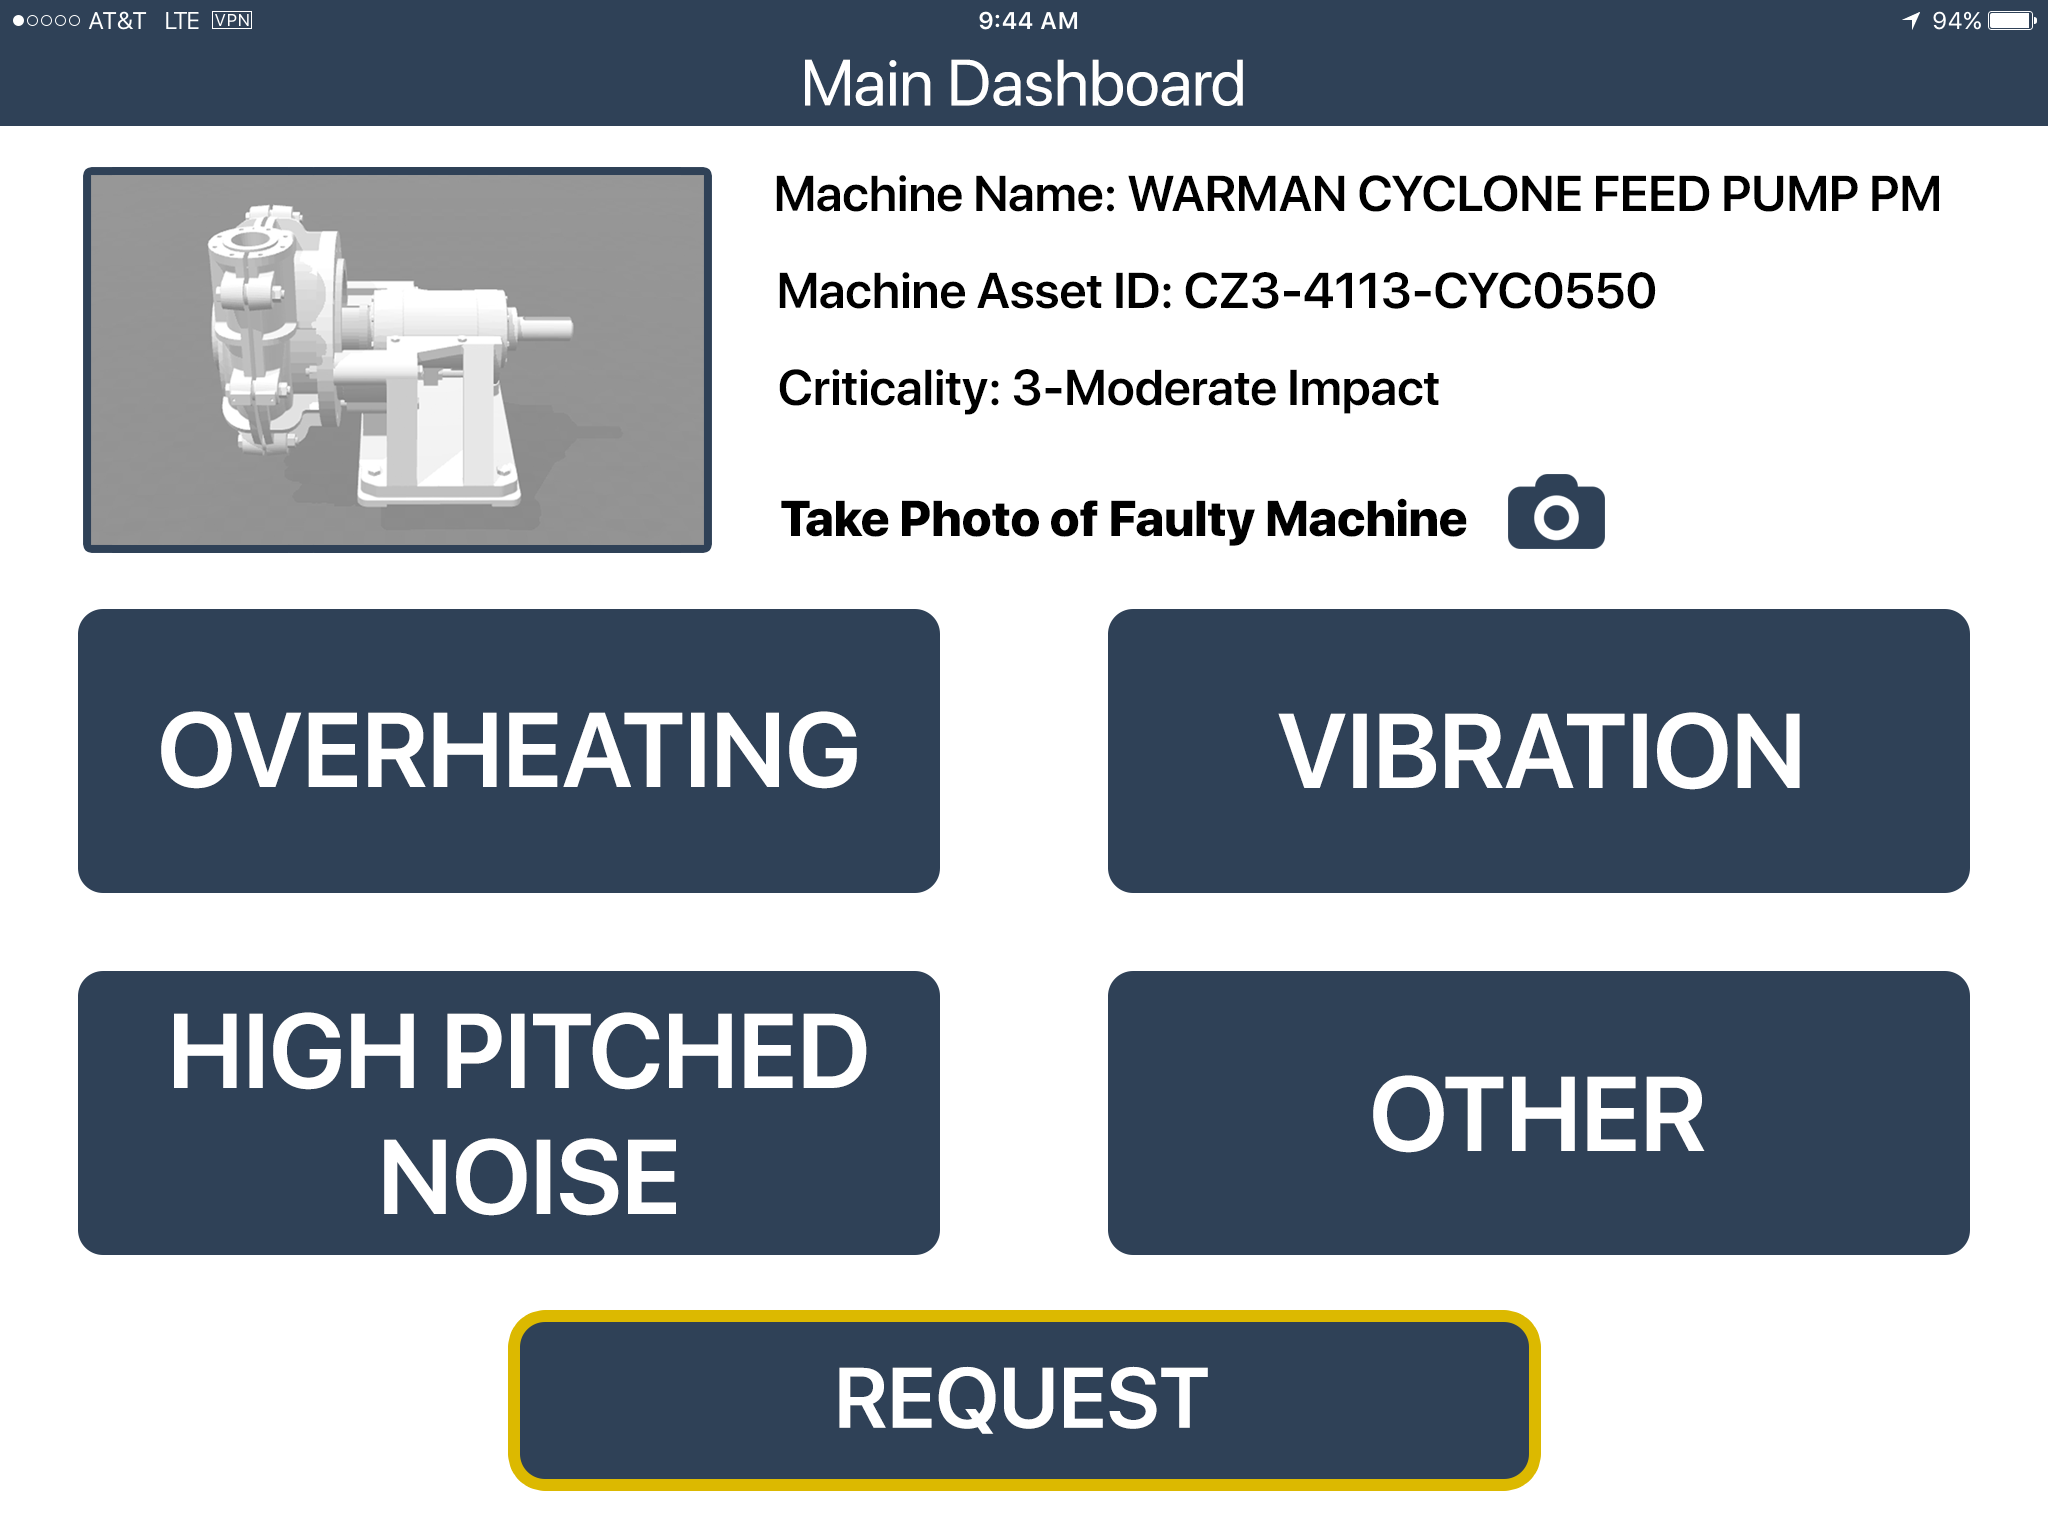 AT&T LTE VPN 9:44 AM 94%
Main Dashboard
Machine Name: WARMAN CYCLONE FEED PUMP PM
Machine Asset ID: CZ3-4113-CYC0550
Criticality: 3-Moderate Impact
Take Photo of Faulty Machine
OVERHEATING
VIBRATION
HIGH PITCHED
NOISE
OTHER
REQUEST